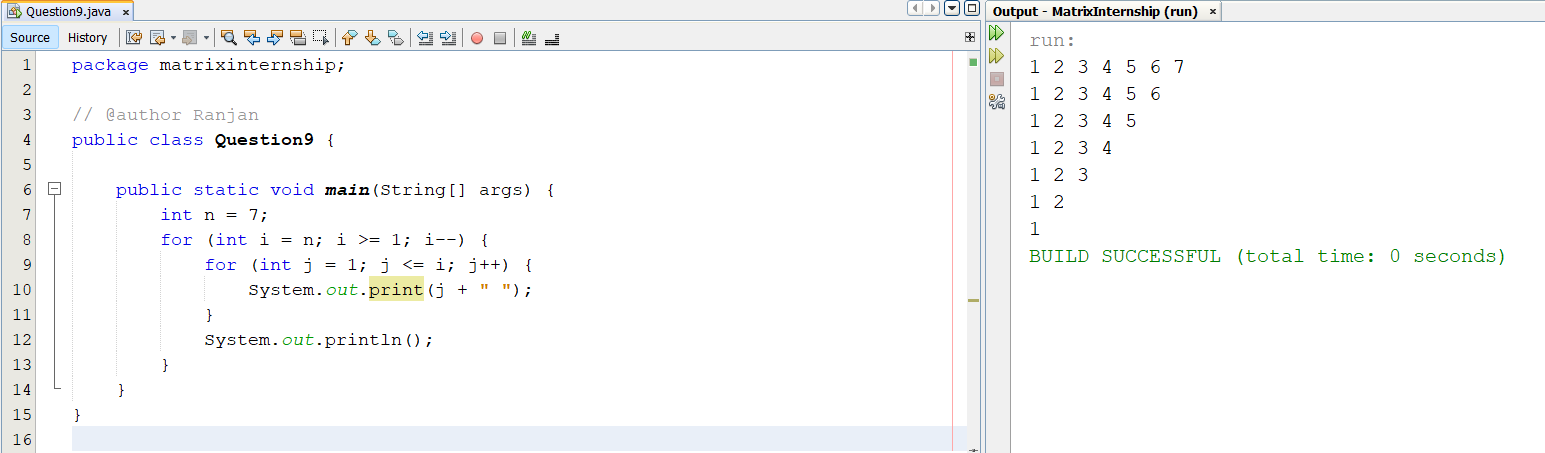 Question9.java ×
Source History
1 package matrixinternship;
2
3 // @author Ranjan
4 public class Question9 {
5
6     public static void main(String[] args) {
7         int n = 7;
8         for (int i = n; i >= 1; i--) {
9             for (int j = 1; j <= i; j++) {
10                 System.out.print(j + " ");
11             }
12             System.out.println();
13         }
14     }
15 }
16
Output - MatrixInternship (run) ×
run:
1 2 3 4 5 6 7
1 2 3 4 5 6
1 2 3 4 5
1 2 3 4
1 2 3
1 2
1
BUILD SUCCESSFUL (total time: 0 seconds)